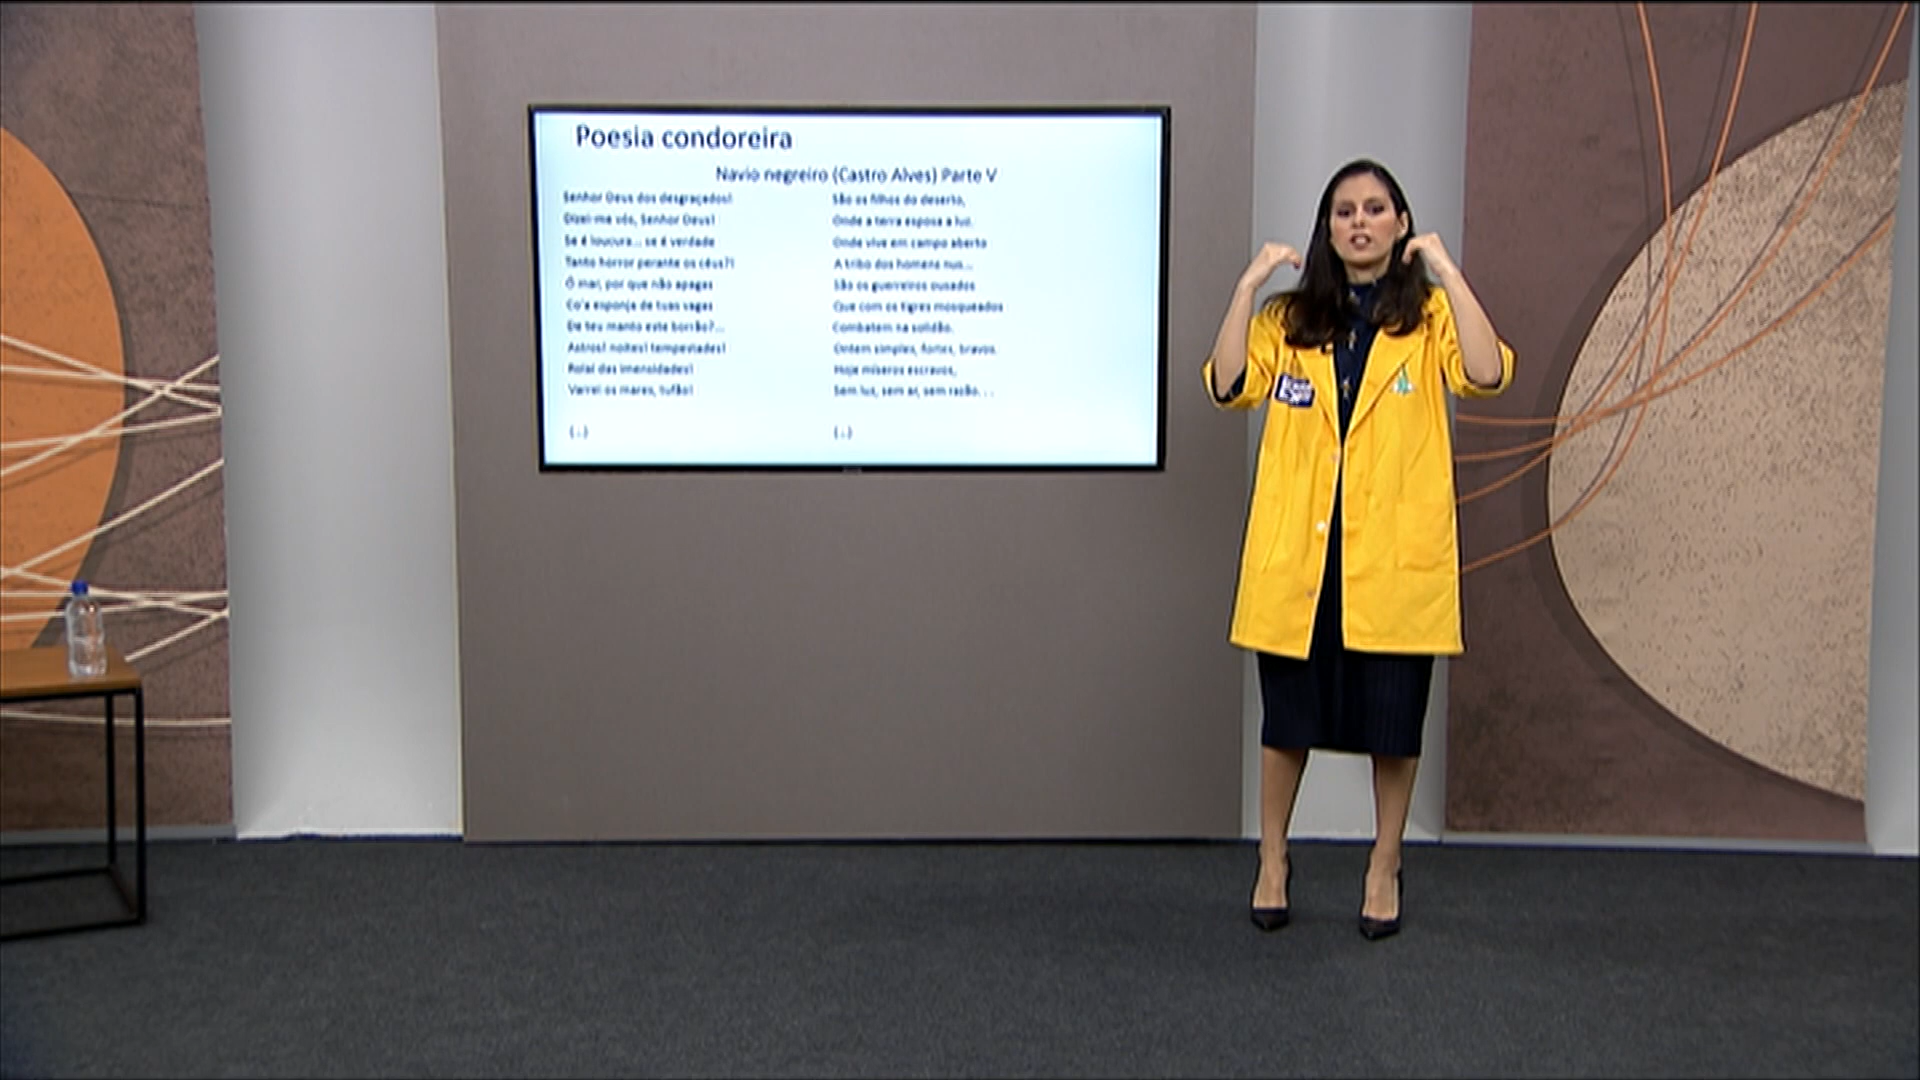 Poesia condoreira
Navio negreiro (Castro Alves) Parte V
Senhor Deus dos desgraçados!
Dizei-me vós, Senhor Deus!
Se é loucura... se é verdade
Tanto horror perante os céus?!
Ó mar, por que não apagas
Co'a esponja de tuas vagas
De teu manto este borrão?...
Astros! noites! tempestades!
Rolai das imensidades!
Varrei os mares, tufão!
(..)
São os filhos do deserto,
Onde a terra esposa a luz.
Onde vive em campo aberto
A tribo dos homens nus...
São os guerreiros ousados
Que com os tigres mosqueados
Combatem na solidão.
Ontem simples, fortes, bravos.
Hoje míseros escravos,
Sem luz, sem ar, sem razão. . .
(..)